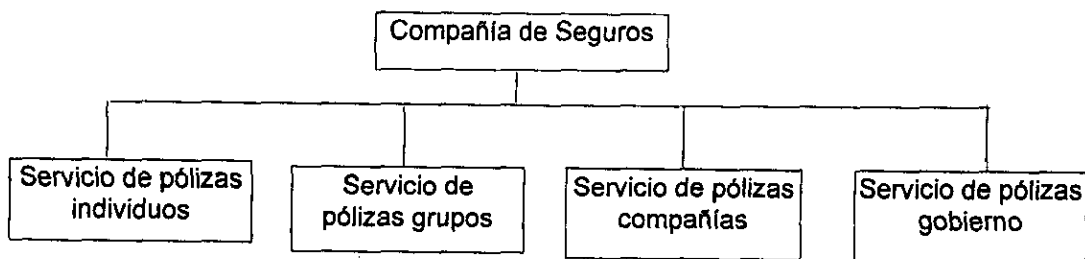 Compañía de Seguros
Servicio de pólizas
individuos
Servicio de
pólizas grupos
Servicio de pólizas
compañías
Servicio de pólizas
gobierno